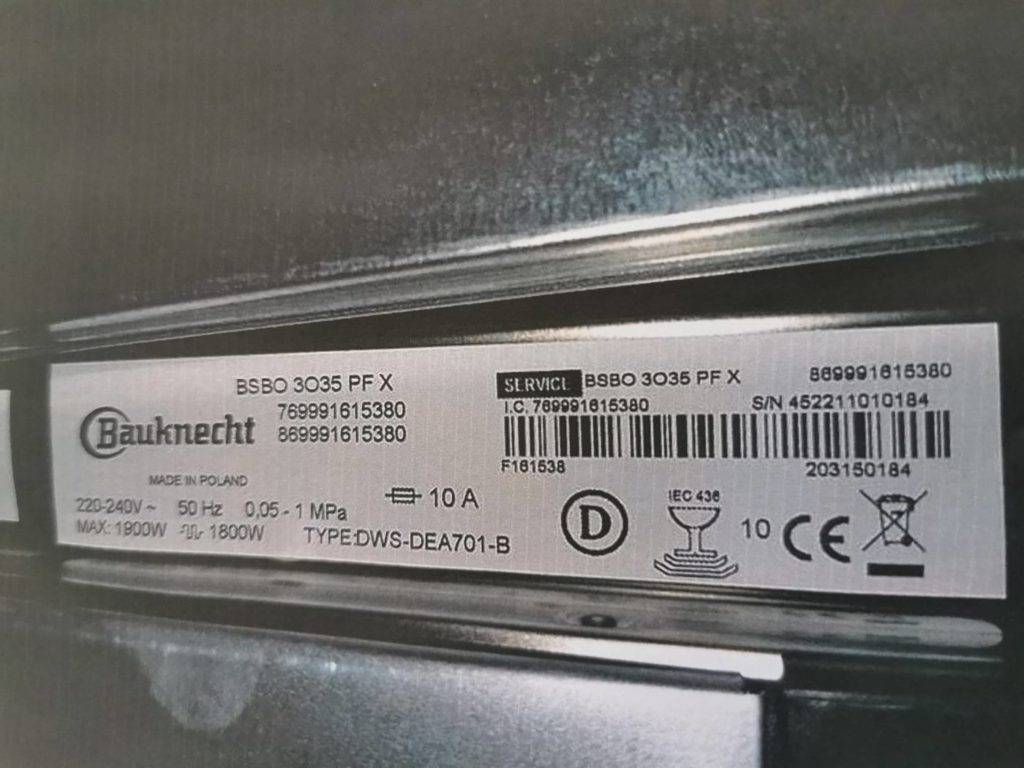 BSBO 3O35 PF X
769991615380
869991615380
Bauknecht
MADE IN POLAND
220-240V ~ 50 Hz 0,05 - 1 MPa
MAX: 1900W 1800W
10 A
TYPE:DWS-DEA701-B
SERVICE BSBO 3O35 PF X 869991615380
I.C. 769991615380 S/N 452211010184
F161538 203150184
D
IEC 436
10 CE